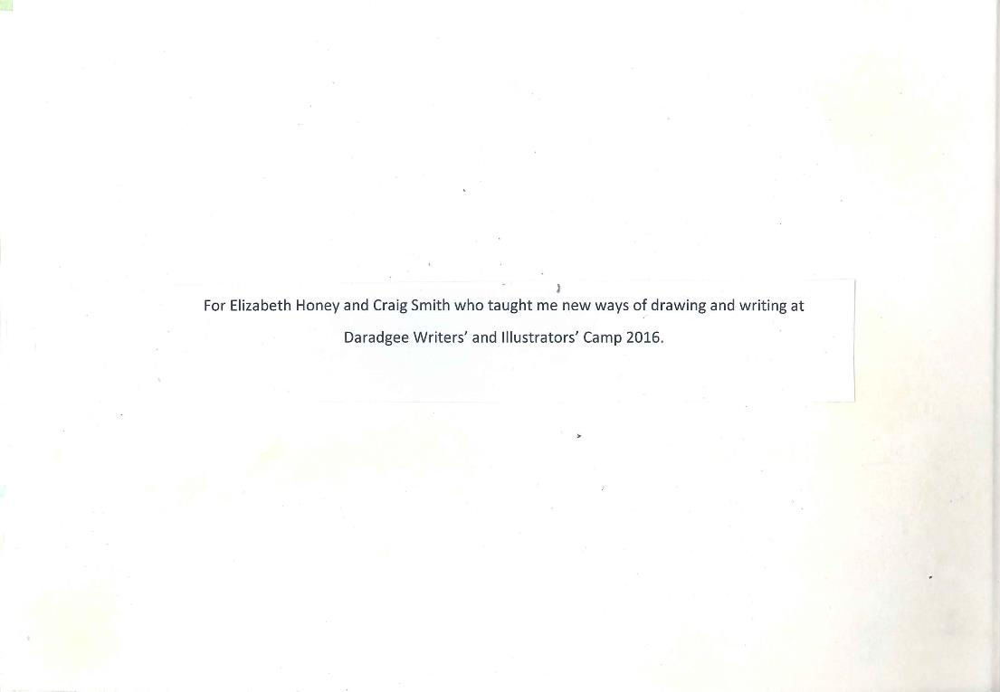 For Elizabeth Honey and Craig Smith who taught me new ways of drawing and writing at
Daradgee Writers’ and Illustrators’ Camp 2016.